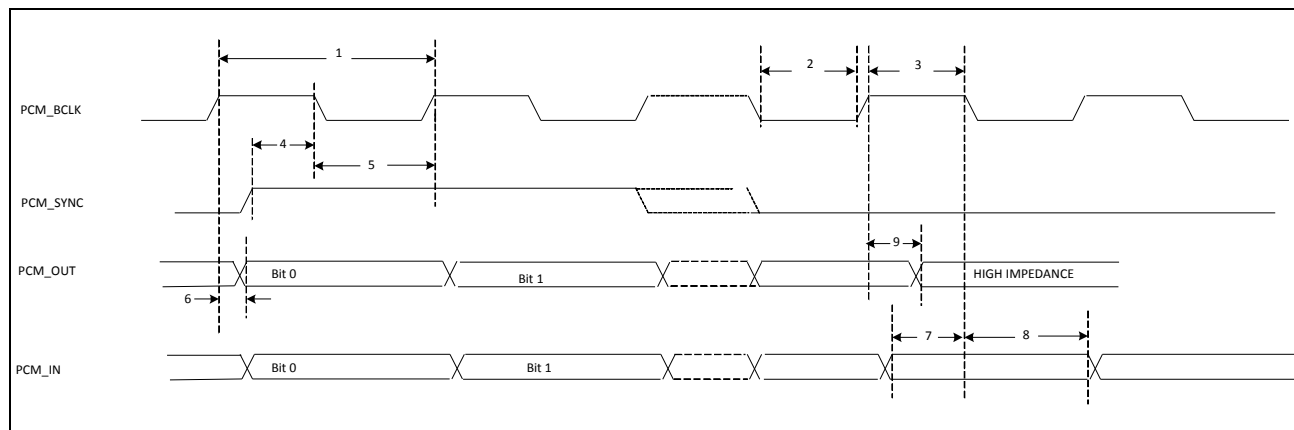 1
2
3
PCM_BCLK
4
5
PCM_SYNC
9
PCM_OUT
Bit 0
Bit 1
HIGH IMPEDANCE
6
7
8
PCM_IN
Bit 0
Bit 1